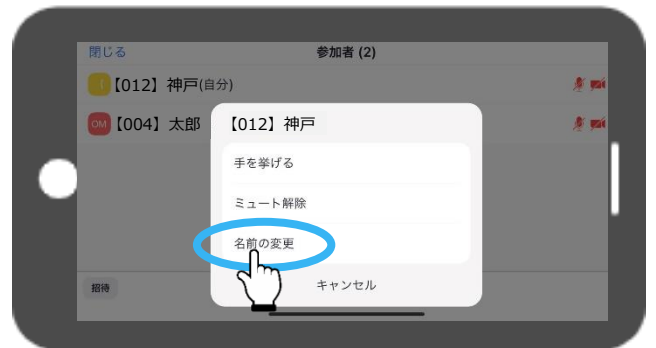 閉じる 参加者 (2)
【012】神戸(自分)
OM 【004】太郎
【012】神戸
手を挙げる
ミュート解除
名前の変更
キャンセル
招待